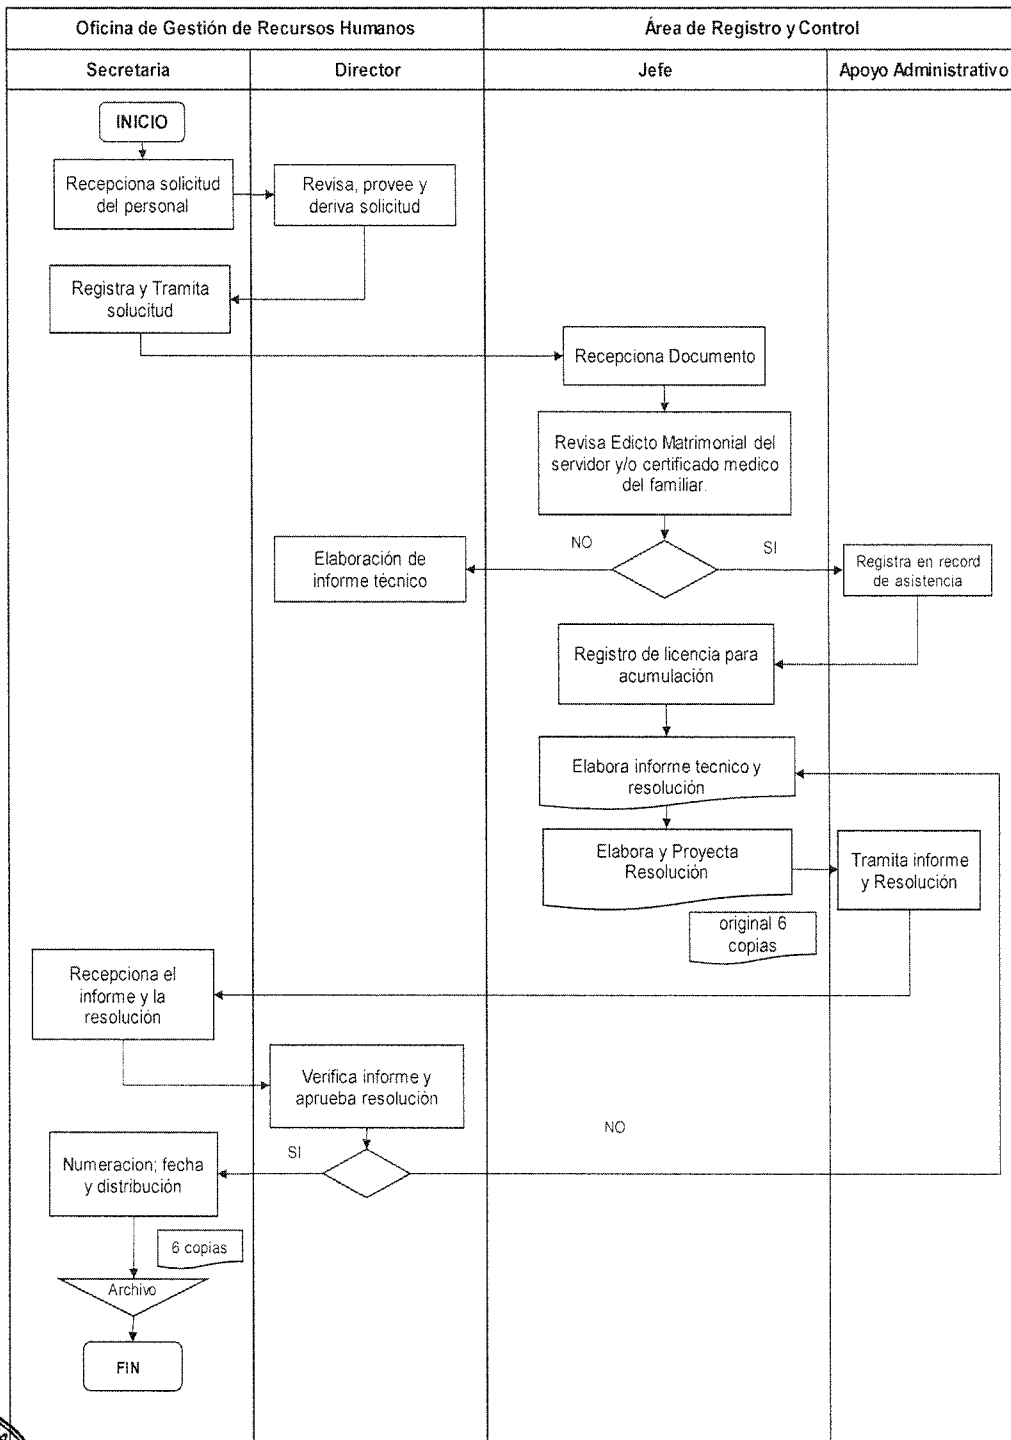 Oficina de Gestión de Recursos Humanos
Área de Registro y Control
Secretaria
Director
Jefe
Apoyo Administrativo
INICIO
Recepciona solicitud
del personal
Revisa, provee y
deriva solicitud
Registra y Tramita
solucitud
Recepciona Documento
Revisa Edicto Matrimonial del
servidor y/o certificado medico
del familiar.
NO
SI
Elaboración de
informe técnico
Registra en record
de asistencia
Registro de licencia para
acumulación
Elabora informe tecnico y
resolución
Elabora y Proyecta
Resolución
Tramita informe
y Resolución
original 6
copias
Recepciona el
informe y la
resolución
Verifica informe y
aprueba resolución
NO
SI
Numeracion; fecha
y distribución
6 copias
Archivo
FIN